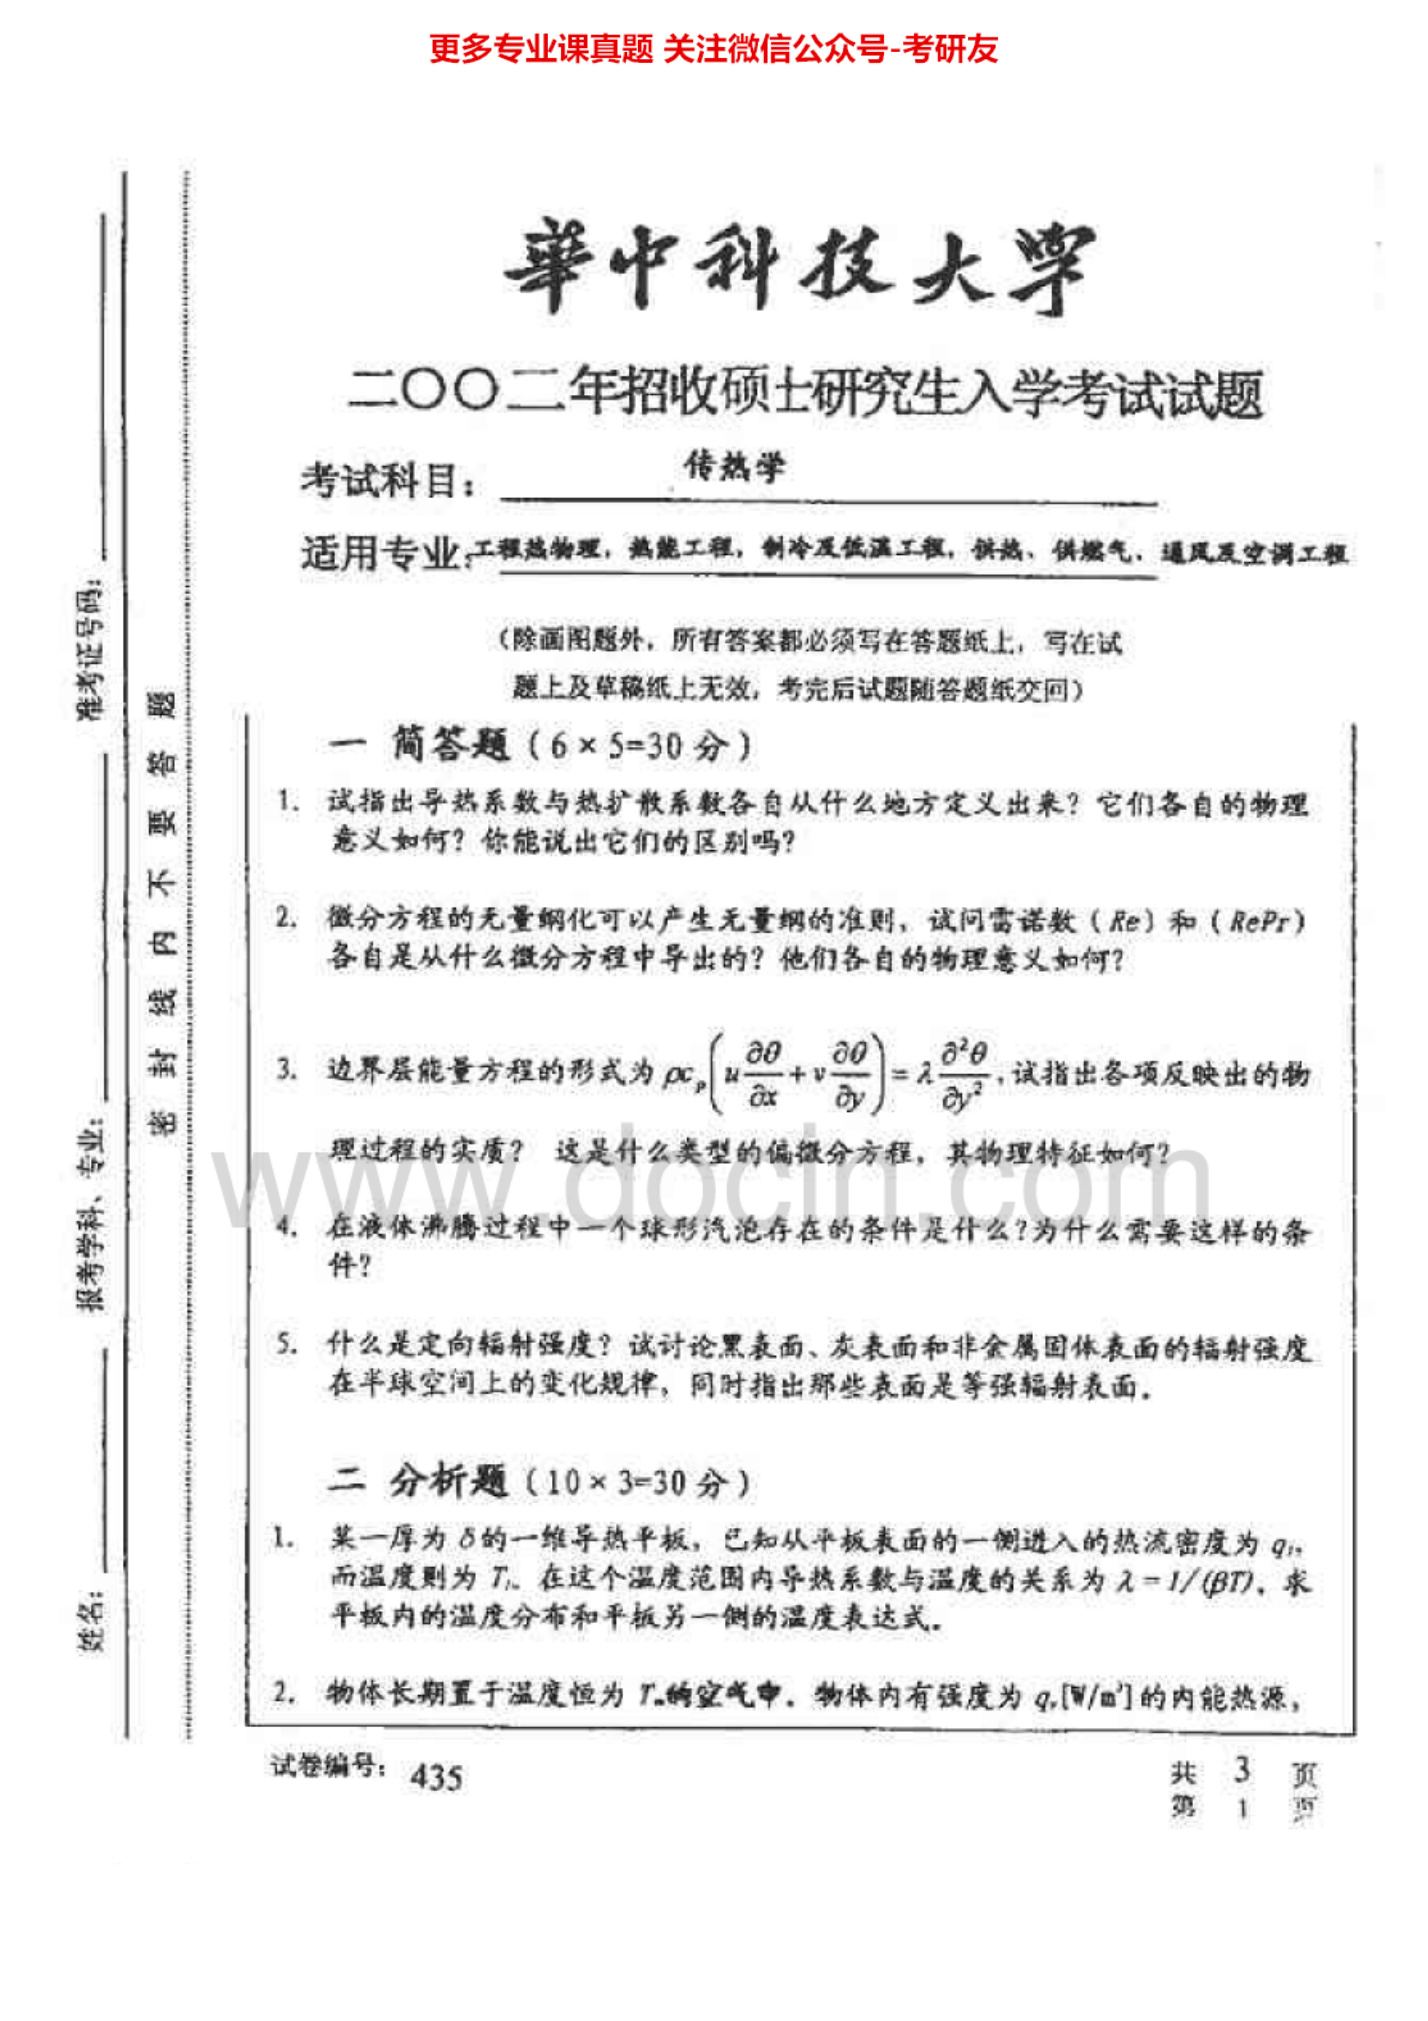 更多专业课真题 关注微信公众号-考研友
華中科技大学
二〇〇二年招收硕士研究生入学考试试题
考试科目: 传热学
适用专业: 工程热物理, 热能工程, 制冷及低温工程, 供热、供燃气、通风及空调工程
(除画图题外, 所有答案都必须写在答题纸上, 写在试
题上及草稿纸上无效, 考完后试题随答题纸交回)
一 简答题 (6 × 5=30 分)
1. 试指出导热系数与热扩散系数各自从什么地方定义出来? 它们各自的物理
意义如何? 你能说出它们的区别吗?
2. 微分方程的无量纲化可以产生无量纲的准则, 试问雷诺数 (Re) 和 (RePr)
各自是从什么微分方程中导出的? 他们各自的物理意义如何?
3. 边界层能量方程的形式为 ρc_p(u ∂θ/∂x + v ∂θ/∂y) = λ ∂²θ/∂y², 试指出各项反映出的物
理过程的实质? 这是什么类型的偏微分方程, 其物理特征如何?
4. 在液体沸腾过程中一个球形汽泡存在的条件是什么?为什么需要这样的条
件?
5. 什么是定向辐射强度? 试讨论黑表面、灰表面和非金属固体表面的辐射强度
在半球空间上的变化规律, 同时指出那些表面是等强辐射表面.
二 分析题 (10 × 3=30 分)
1. 某一厚为 δ 的一维导热平板, 已知从平板表面的一侧进入的热流密度为 q₁,
而温度则为 T₁. 在这个温度范围内导热系数与温度的关系为 λ = 1/(βT), 求
平板内的温度分布和平板另一侧的温度表达式.
2. 物体长期置于温度恒为 T∞的空气中. 物体内有强度为 qᵥ[W/m³] 的内能热源,
试卷编号: 435
共 3 页
第 1 页
准考证号码:
报考学科、专业:
姓名:
密封线内不要答题
www.docin.com